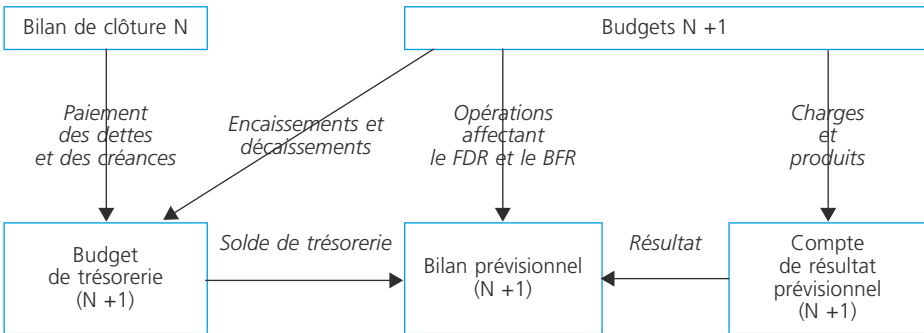 Bilan de clôture N
Budgets N +1
Paiement
des dettes
et des créances
Encaissements et
décaissements
Opérations
affectant
le FDR et le BFR
Charges
et
produits
Budget
de trésorerie
(N +1)
Solde de trésorerie
Bilan prévisionnel
(N +1)
Résultat
Compte
de résultat
prévisionnel
(N +1)